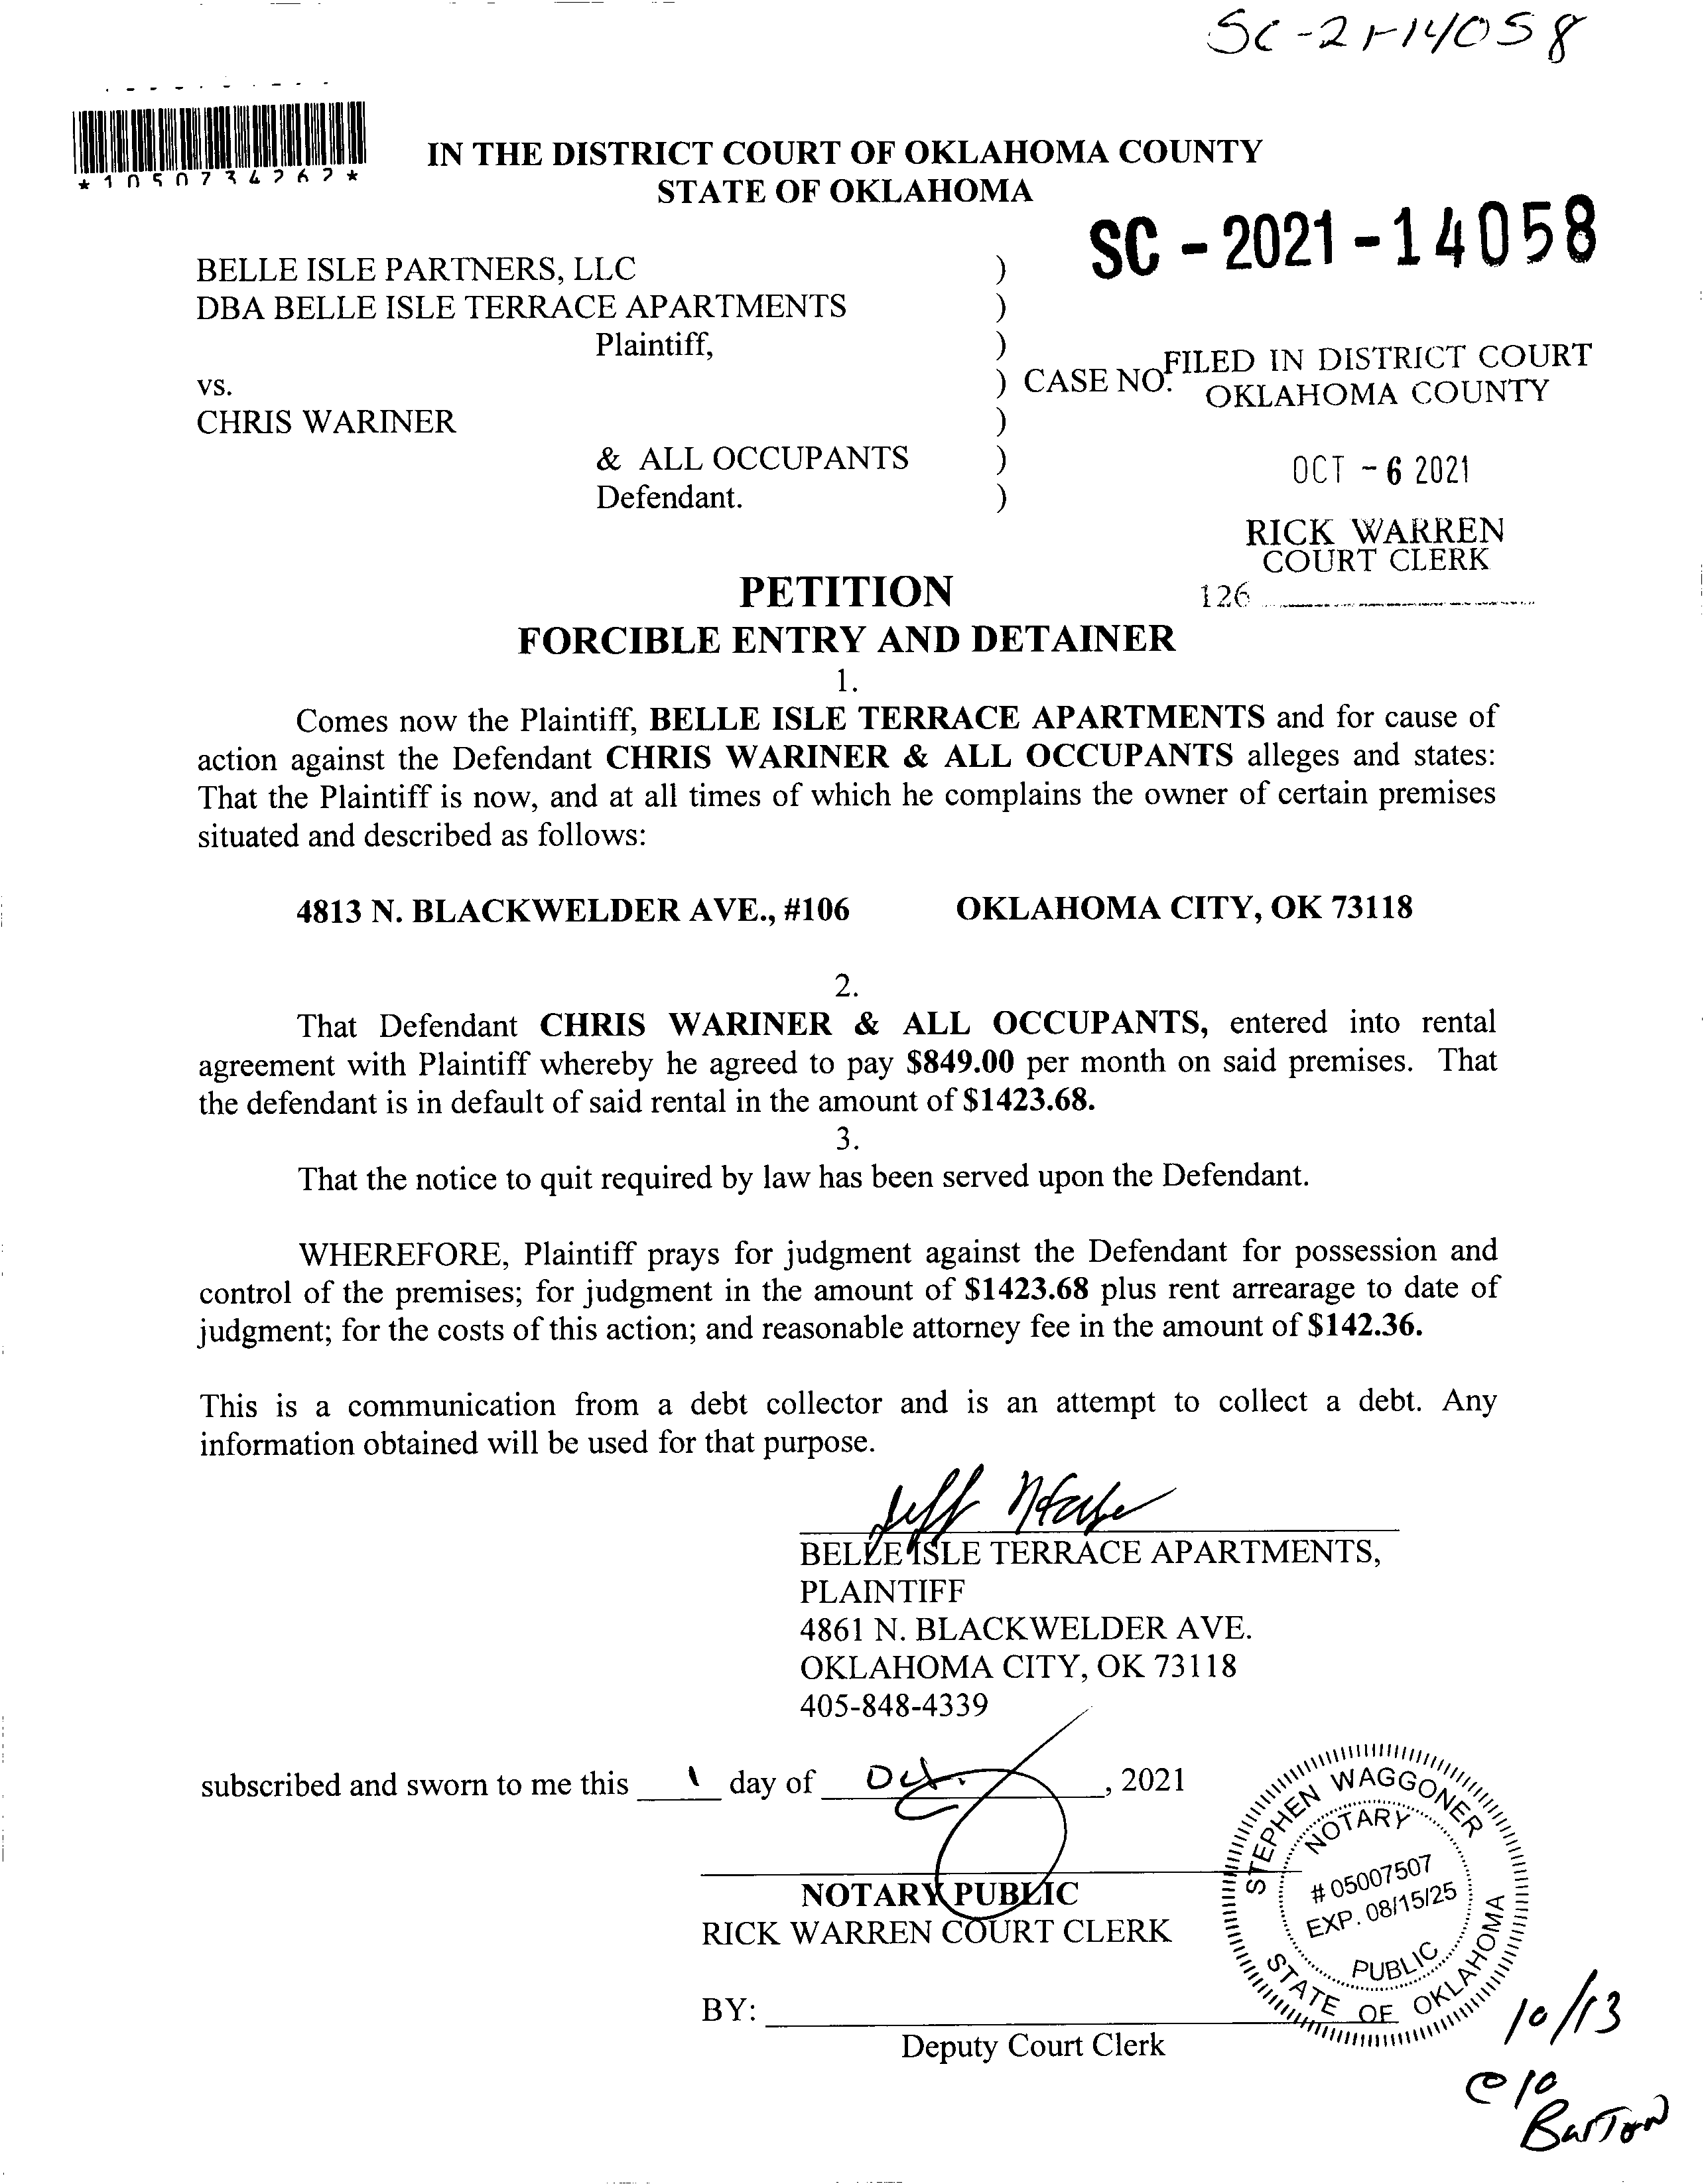 SC-21-14058
*1050734262*
IN THE DISTRICT COURT OF OKLAHOMA COUNTY
STATE OF OKLAHOMA
SC - 2021 - 14058
BELLE ISLE PARTNERS, LLC )
DBA BELLE ISLE TERRACE APARTMENTS )
Plaintiff, )
vs. ) CASE NO.
CHRIS WARINER )
& ALL OCCUPANTS )
Defendant. )
FILED IN DISTRICT COURT
OKLAHOMA COUNTY
OCT - 6 2021
RICK WARREN
COURT CLERK
126
PETITION
FORCIBLE ENTRY AND DETAINER
1.
Comes now the Plaintiff, BELLE ISLE TERRACE APARTMENTS and for cause of
action against the Defendant CHRIS WARINER & ALL OCCUPANTS alleges and states:
That the Plaintiff is now, and at all times of which he complains the owner of certain premises
situated and described as follows:
4813 N. BLACKWELDER AVE., #106 OKLAHOMA CITY, OK 73118
2.
That Defendant CHRIS WARINER & ALL OCCUPANTS, entered into rental
agreement with Plaintiff whereby he agreed to pay $849.00 per month on said premises. That
the defendant is in default of said rental in the amount of $1423.68.
3.
That the notice to quit required by law has been served upon the Defendant.
WHEREFORE, Plaintiff prays for judgment against the Defendant for possession and
control of the premises; for judgment in the amount of $1423.68 plus rent arrearage to date of
judgment; for the costs of this action; and reasonable attorney fee in the amount of $142.36.
This is a communication from a debt collector and is an attempt to collect a debt. Any
information obtained will be used for that purpose.
Jeff
BELLE ISLE TERRACE APARTMENTS,
PLAINTIFF
4861 N. BLACKWELDER AVE.
OKLAHOMA CITY, OK 73118
405-848-4339
subscribed and sworn to me this 1 day of Oct. , 2021
NOTARY PUBLIC
RICK WARREN COURT CLERK
BY:
Deputy Court Clerk
STEPHEN WAGGONER
NOTARY
# 05007507
EXP. 08/15/25
PUBLIC
STATE OF OKLAHOMA
10/13
@ 10
Barton